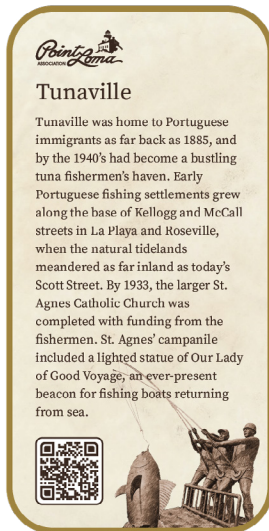 Point Loma
ASSOCIATION
Tunaville
Tunaville was home to Portuguese
immigrants as far back as 1885, and
by the 1940’s had become a bustling
tuna fishermen’s haven. Early
Portuguese fishing settlements grew
along the base of Kellogg and McCall
streets in La Playa and Roseville,
when the natural tidelands
meandered as far inland as today’s
Scott Street. By 1933, the larger St.
Agnes Catholic Church was
completed with funding from the
fishermen. St. Agnes’ campanile
included a lighted statue of Our Lady
of Good Voyage, an ever-present
beacon for fishing boats returning
from sea.